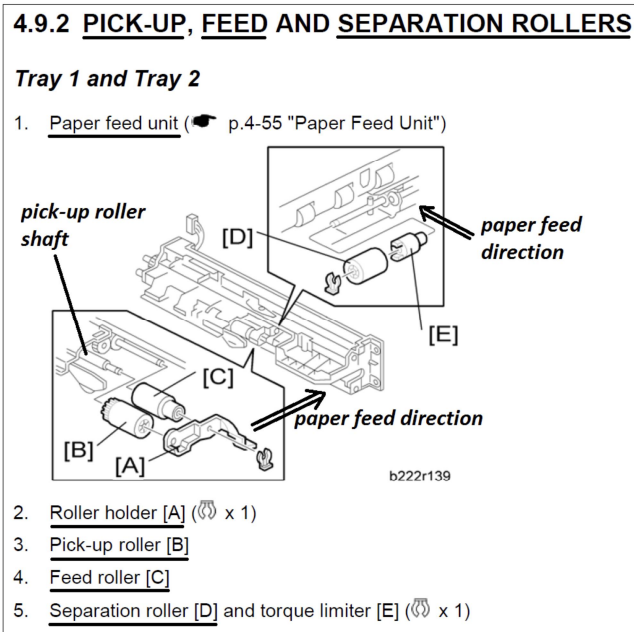 4.9.2 PICK-UP, FEED AND SEPARATION ROLLERS
Tray 1 and Tray 2
1. Paper feed unit (☛ p.4-55 "Paper Feed Unit")
pick-up roller
shaft
[D]
paper feed
direction
[E]
[C]
[B]
[A]
paper feed direction
b222r139
2. Roller holder [A] ( x 1)
3. Pick-up roller [B]
4. Feed roller [C]
5. Separation roller [D] and torque limiter [E] ( x 1)